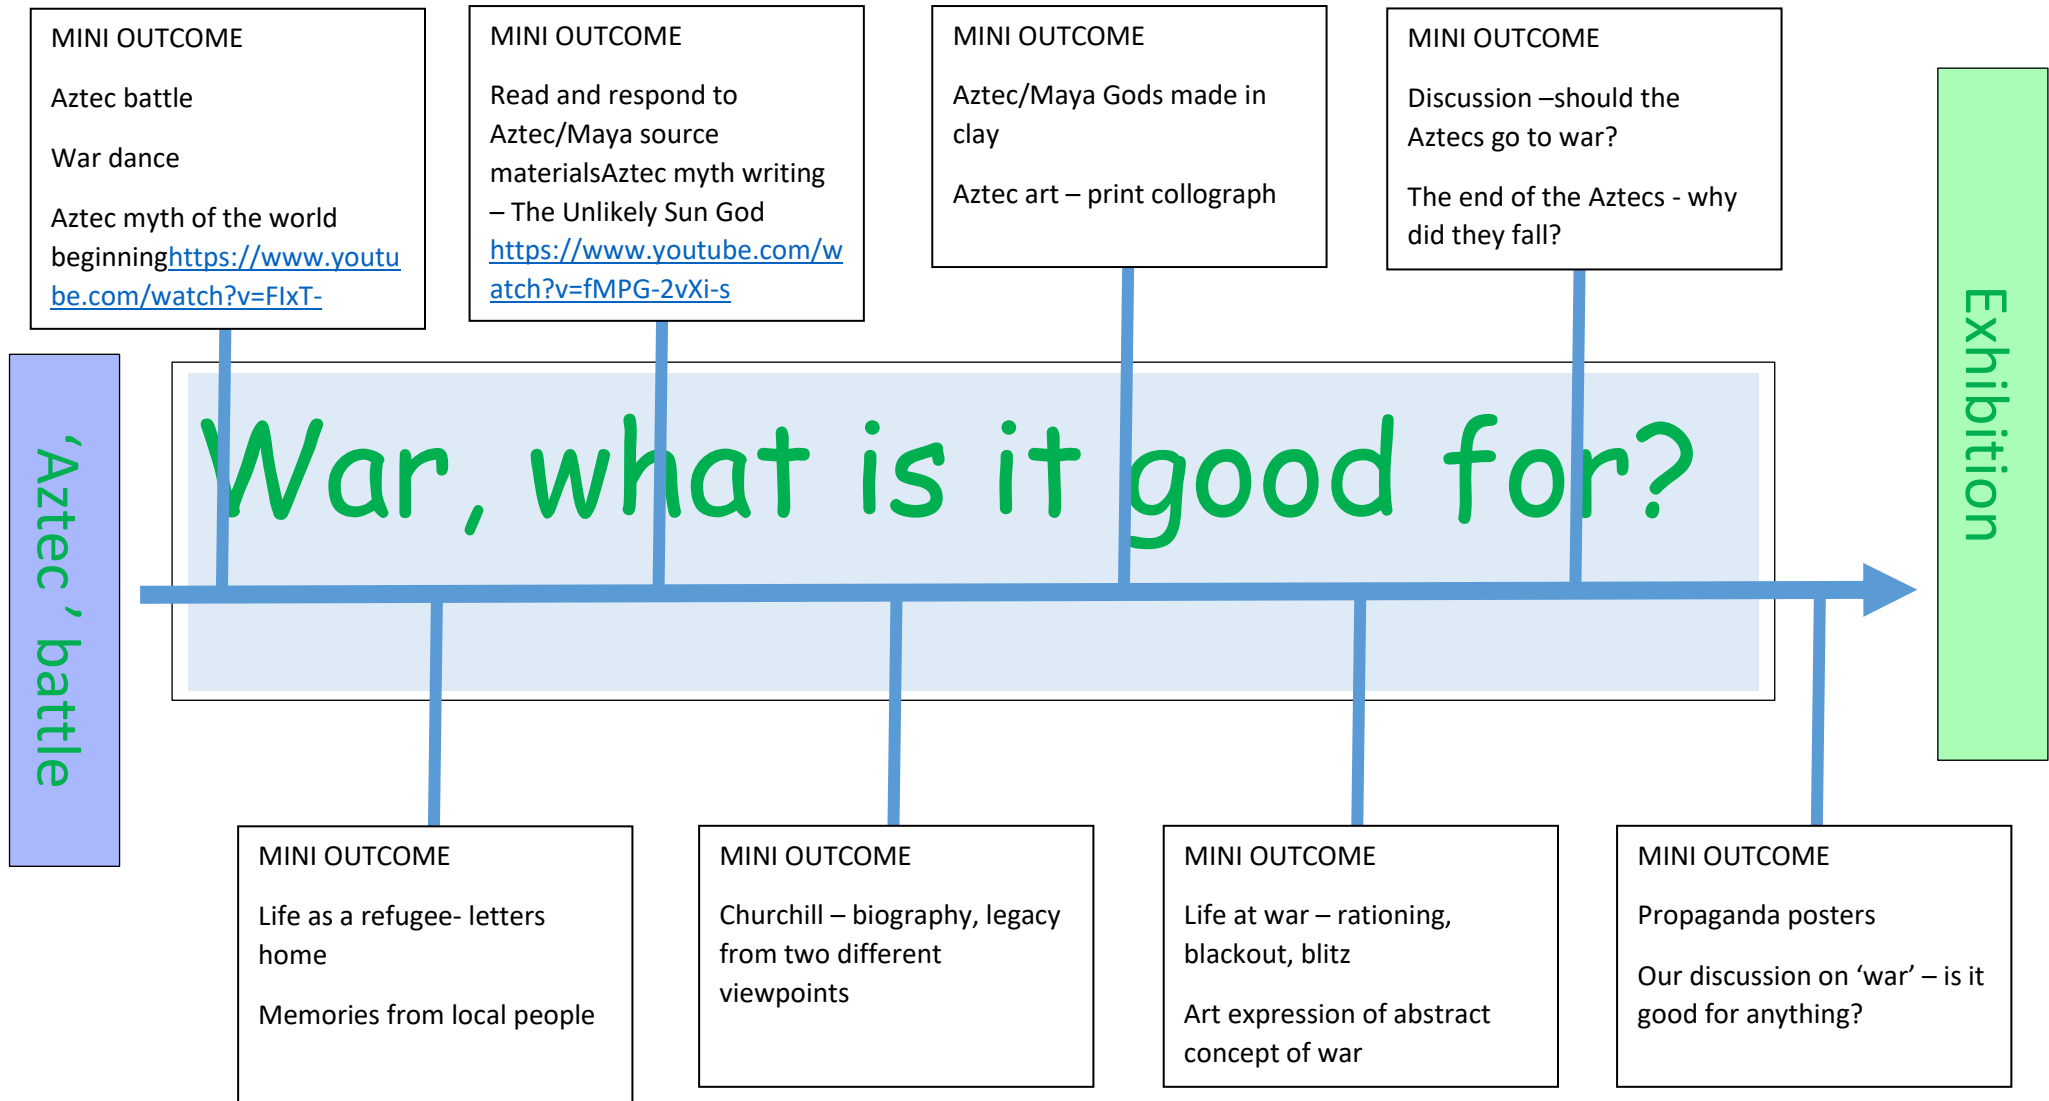 MINI OUTCOME
Aztec battle
War dance
Aztec myth of the world
beginninghttps://www.youtu
be.com/watch?v=FIxT-
MINI OUTCOME
Read and respond to
Aztec/Maya source
materialsAztec myth writing
– The Unlikely Sun God
https://www.youtube.com/w
atch?v=fMPG-2vXi-s
MINI OUTCOME
Aztec/Maya Gods made in
clay
Aztec art – print collograph
MINI OUTCOME
Discussion –should the
Aztecs go to war?
The end of the Aztecs - why
did they fall?
‘Aztec ’ battle
War, what is it good for?
Exhibition
MINI OUTCOME
Life as a refugee- letters
home
Memories from local people
MINI OUTCOME
Churchill – biography, legacy
from two different
viewpoints
MINI OUTCOME
Life at war – rationing,
blackout, blitz
Art expression of abstract
concept of war
MINI OUTCOME
Propaganda posters
Our discussion on ‘war’ – is it
good for anything?